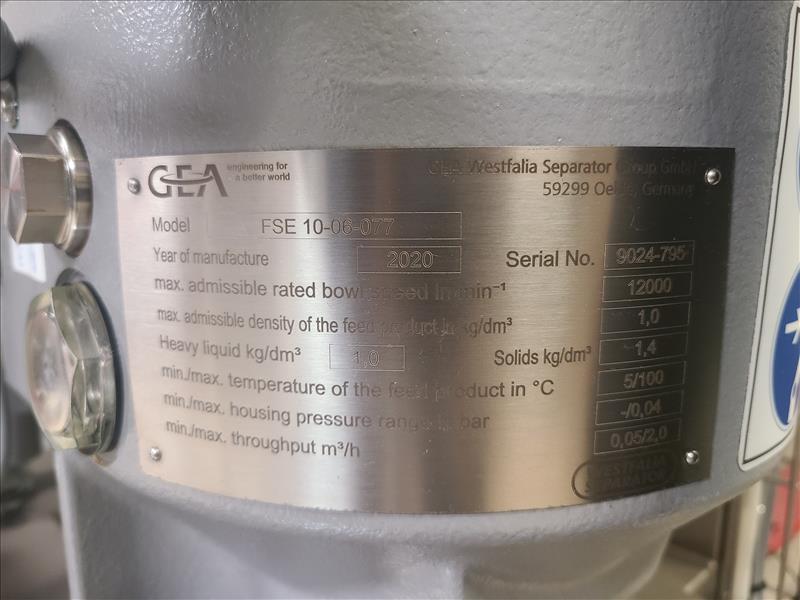 GEA engineering for a better world
GEA Westfalia Separator Group GmbH
59299 Oelde, Germany
Model FSE 10-06-077
Year of manufacture 2020 Serial No. 9024-795
max. admissible rated bowl speed in min⁻¹ 12000
max. admissible density of the feed product in kg/dm³ 1,0
Heavy liquid kg/dm³ 1,0 Solids kg/dm³ 1,4
min./max. temperature of the feed product in °C 5/100
min./max. housing pressure range in bar -/0,04
min./max. throughput m³/h 0,05/2,0
WESTFALIA
SEPARATOR